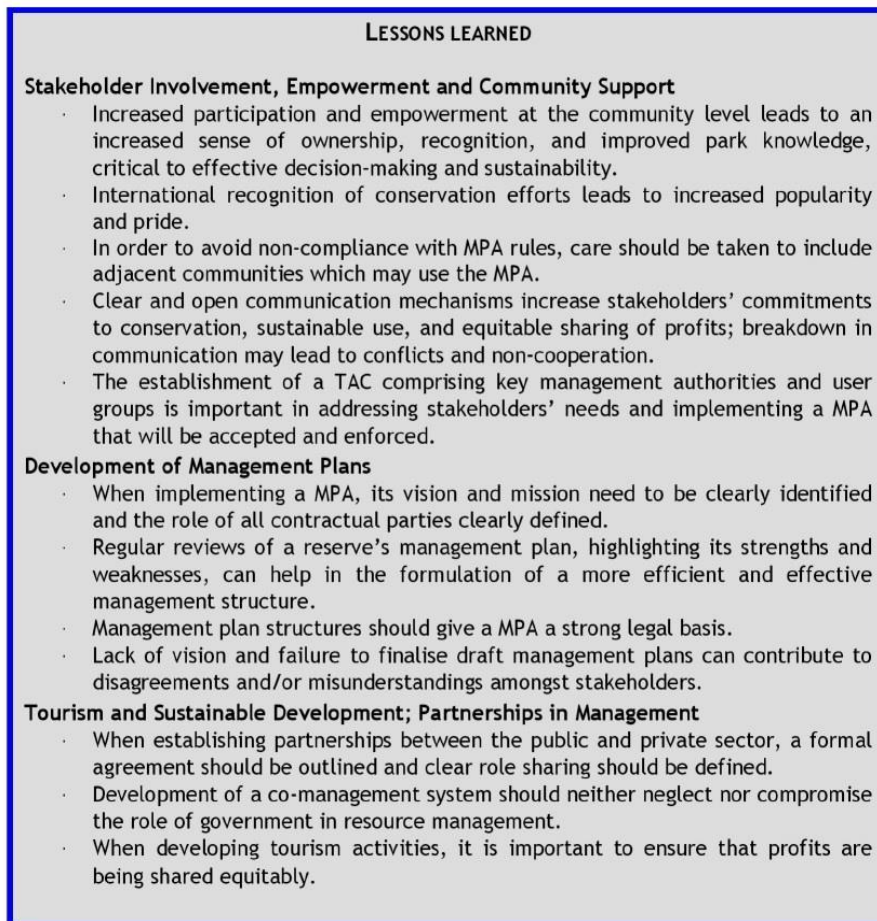 LESSONS LEARNED
Stakeholder Involvement, Empowerment and Community Support
· Increased participation and empowerment at the community level leads to an
increased sense of ownership, recognition, and improved park knowledge,
critical to effective decision-making and sustainability.
· International recognition of conservation efforts leads to increased popularity
and pride.
· In order to avoid non-compliance with MPA rules, care should be taken to include
adjacent communities which may use the MPA.
· Clear and open communication mechanisms increase stakeholders’ commitments
to conservation, sustainable use, and equitable sharing of profits; breakdown in
communication may lead to conflicts and non-cooperation.
· The establishment of a TAC comprising key management authorities and user
groups is important in addressing stakeholders’ needs and implementing a MPA
that will be accepted and enforced.
Development of Management Plans
· When implementing a MPA, its vision and mission need to be clearly identified
and the role of all contractual parties clearly defined.
· Regular reviews of a reserve’s management plan, highlighting its strengths and
weaknesses, can help in the formulation of a more efficient and effective
management structure.
· Management plan structures should give a MPA a strong legal basis.
· Lack of vision and failure to finalise draft management plans can contribute to
disagreements and/or misunderstandings amongst stakeholders.
Tourism and Sustainable Development; Partnerships in Management
· When establishing partnerships between the public and private sector, a formal
agreement should be outlined and clear role sharing should be defined.
· Development of a co-management system should neither neglect nor compromise
the role of government in resource management.
· When developing tourism activities, it is important to ensure that profits are
being shared equitably.